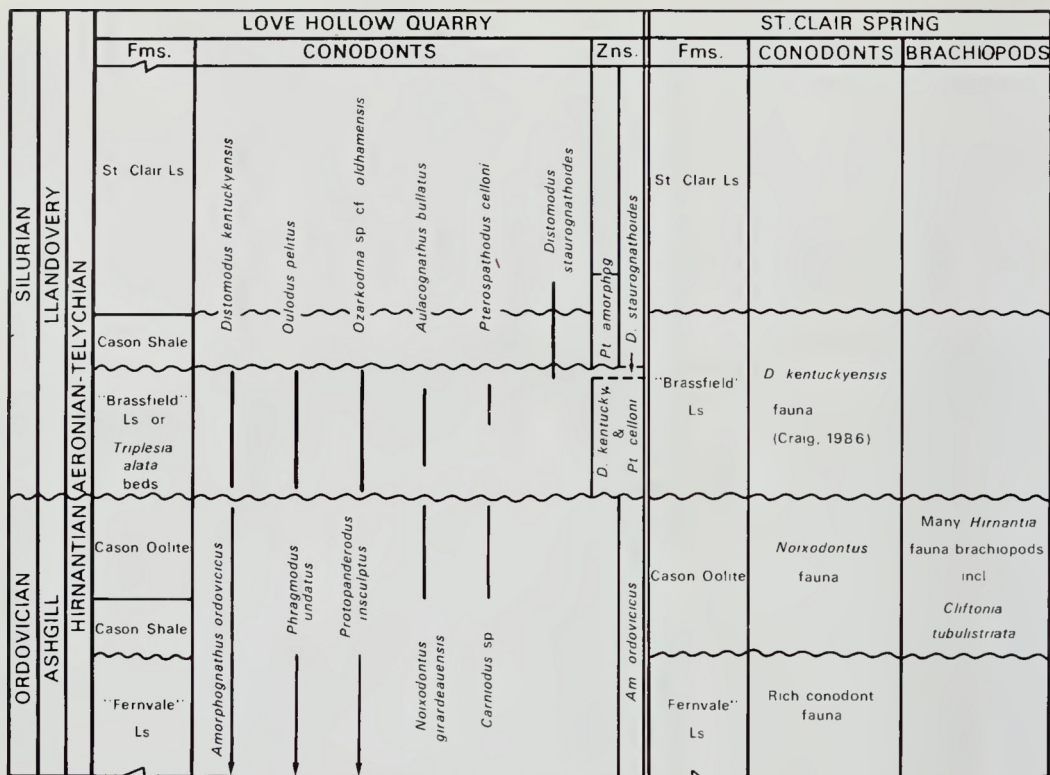 LOVE HOLLOW QUARRY
ST. CLAIR SPRING
Fms.
CONODONTS
Zns.
Fms.
CONODONTS
BRACHIOPODS
SILURIAN
LLANDOVERY
AERONIAN-TELYCHIAN
ORDOVICIAN
ASHGILL
HIRNANTIAN
St Clair Ls
Cason Shale
"Brassfield"
Ls or
Triplesia
alata
beds
Cason Oolite
Cason Shale
"Fernvale"
Ls
Distomodus kentuckyensis
Oulodus pelitus
Ozarkodina sp cf oldhamensis
Aulacognathus bullatus
Pterospathodus celloni
Distomodus
staurognathoides
Amorphognathus ordovicicus
Phragmodus
undatus
Protopanderodus
insculptus
Noixodontus
girardeauensis
Carniodus sp
Pt amorphog
D. staurognathoides
D. kentucky.
&
Pt celloni
Am ordovicicus
St Clair Ls
"Brassfield"
Ls
Cason Oolite
Fernvale"
Ls
D kentuckyensis
fauna
(Craig, 1986)
Noixodontus
fauna
Rich conodont
fauna
Many Hirnantia
fauna brachiopods
incl
Cliftonia
tubulistriata